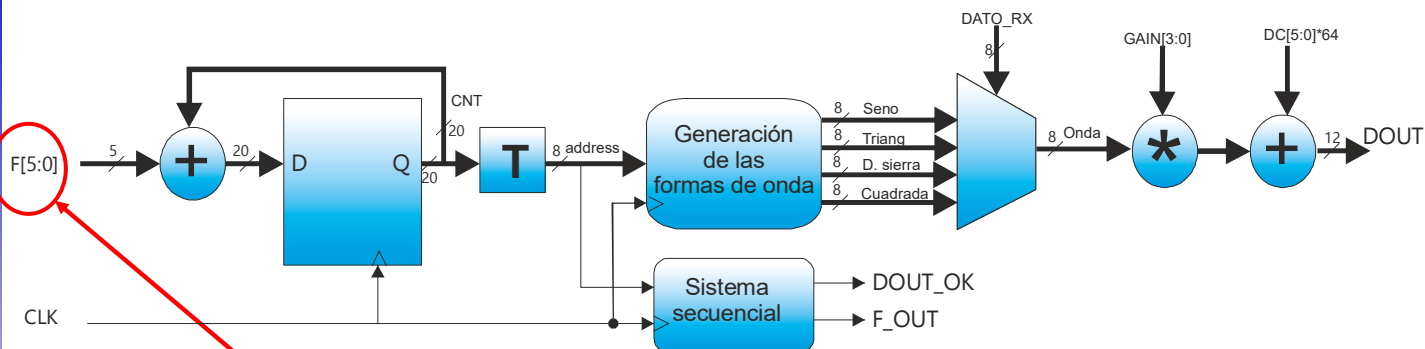 DATO_RX
8
GAIN[3:0]
DC[5:0]*64
CNT
20
F[5:0]
5
+
20
D
Q
20
T
8
address
Generación
de las
formas de onda
8
Seno
8
Triang
8
D. sierra
8
Cuadrada
8
Onda
*
+
12
DOUT
CLK
Sistema
secuencial
DOUT_OK
F_OUT